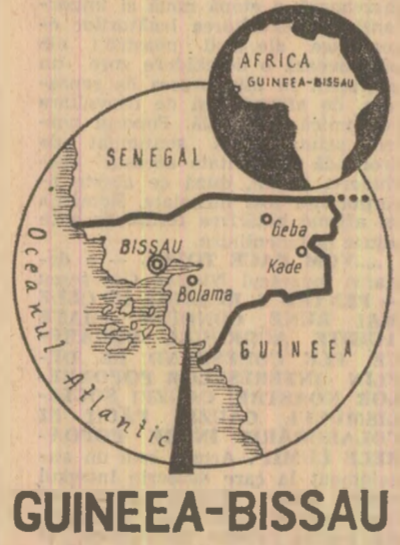 AFRICA
GUINEEA-BISSAU
SENEGAL
Geba
BISSAU
Kade
Bolama
GUINEEA
Oceanul Atlantic
GUINEEA-BISSAU